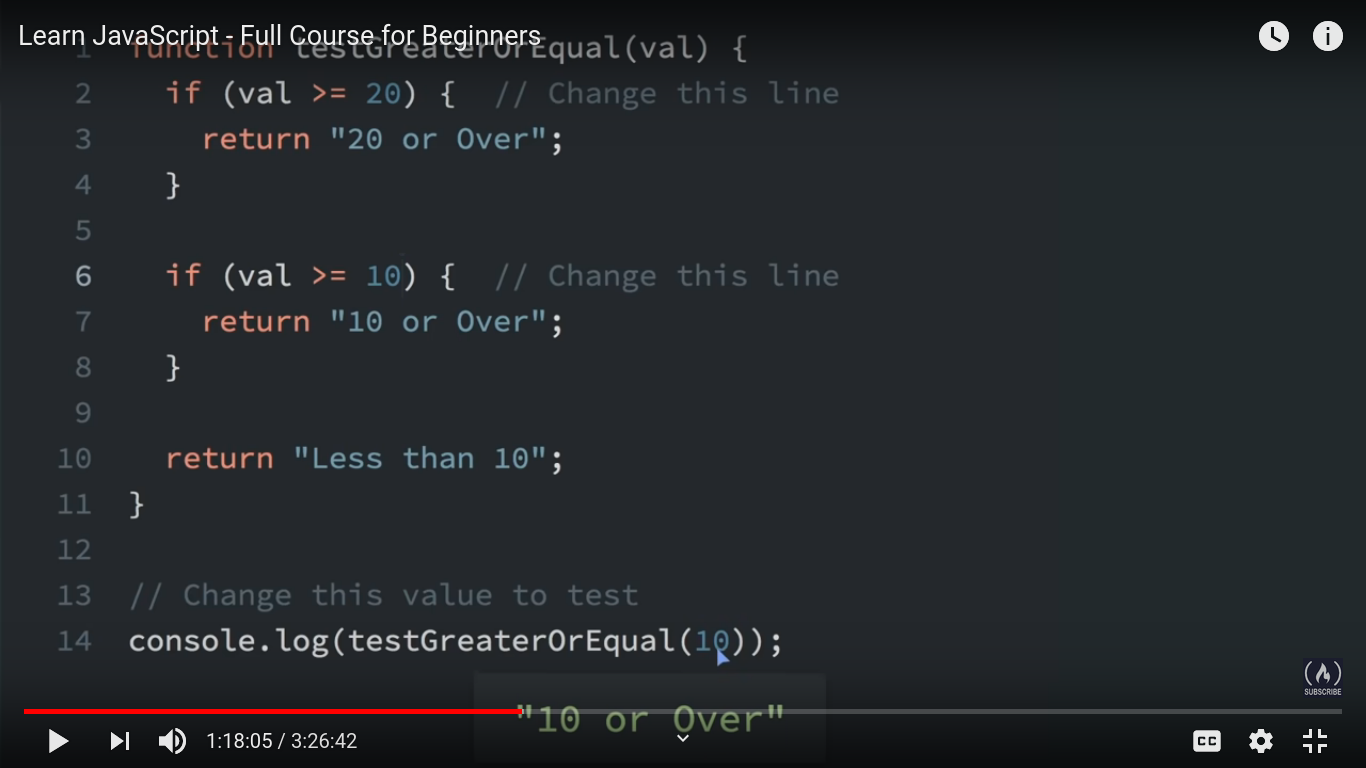 Learn JavaScript - Full Course for Beginners
1 function testGreaterOrEqual(val) {
2 if (val >= 20) { // Change this line
3 return "20 or Over";
4 }
5
6 if (val >= 10) { // Change this line
7 return "10 or Over";
8 }
9
10 return "Less than 10";
11 }
12
13 // Change this value to test
14 console.log(testGreaterOrEqual(10));
SUBSCRIBE
"10 or Over"
1:18:05 / 3:26:42
CC